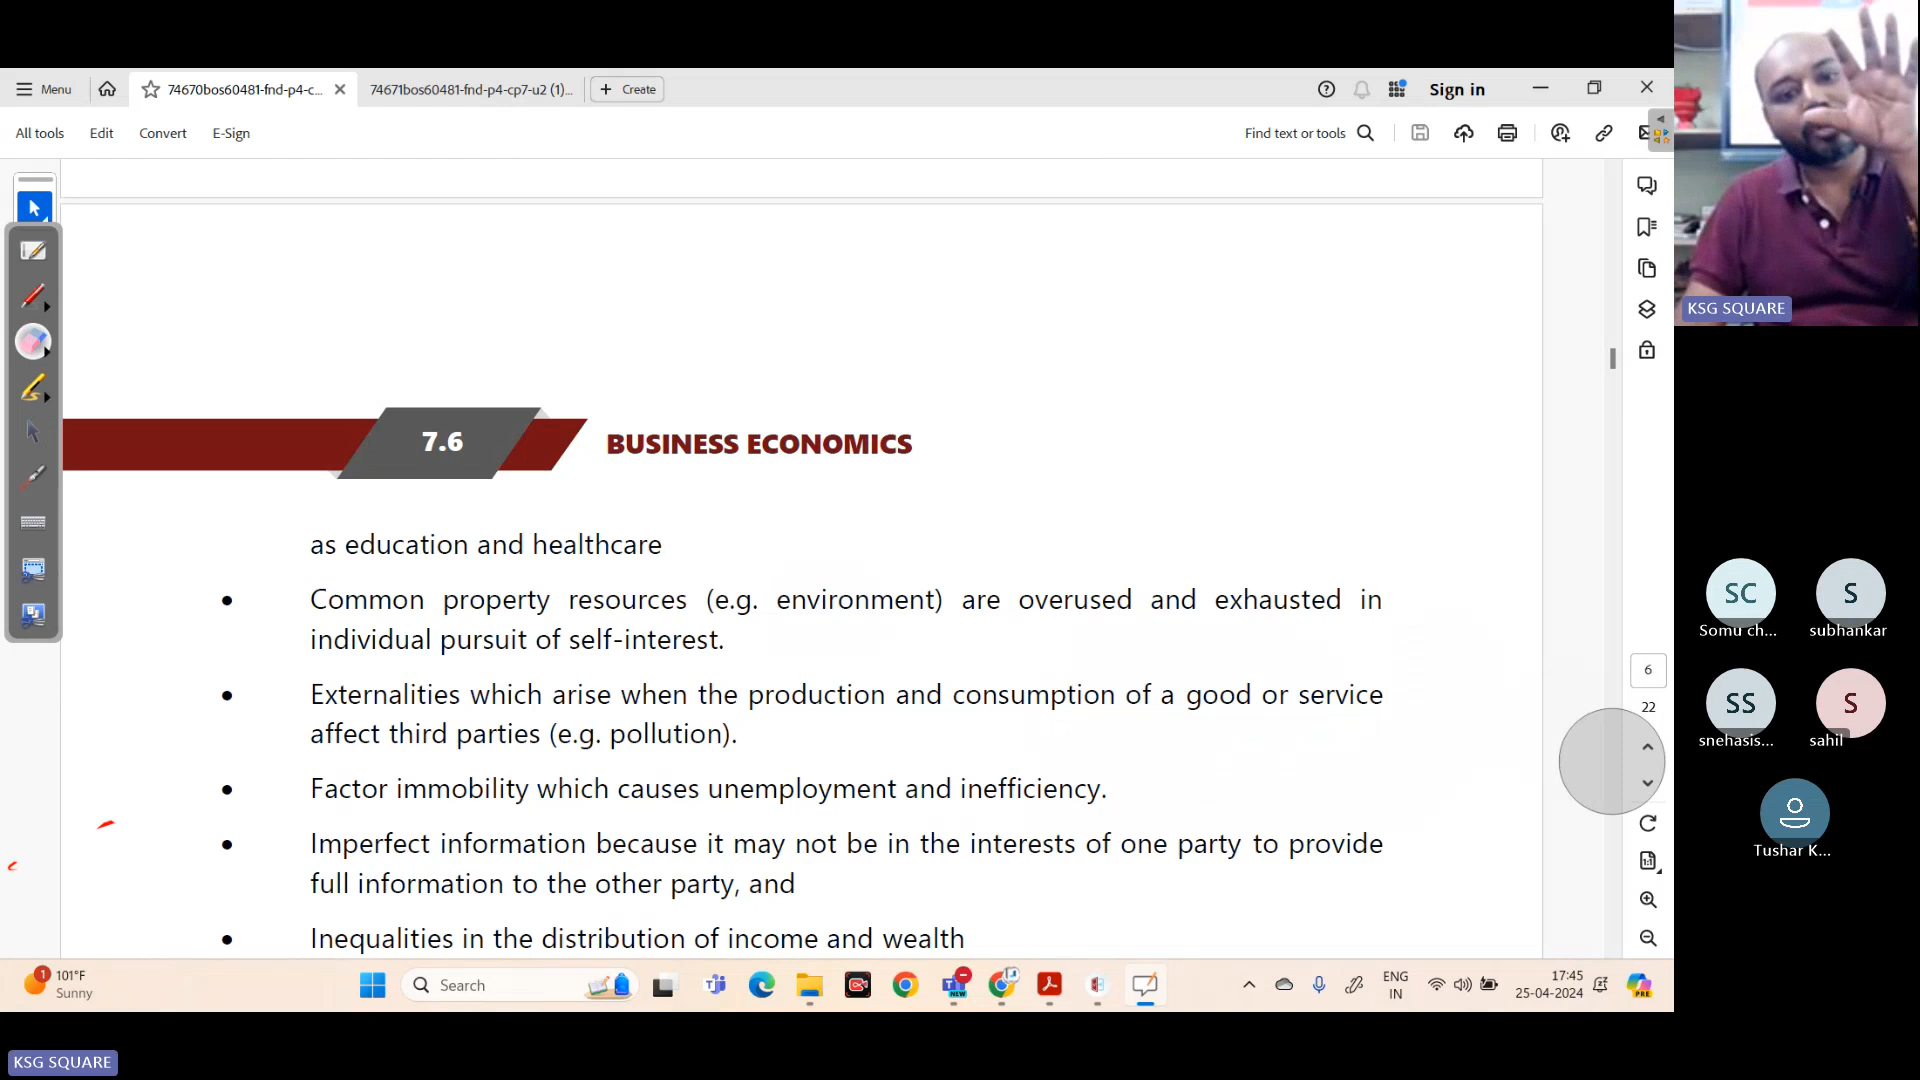 Menu
74670bos60481-fnd-p4-c...
74671bos60481-fnd-p4-cp7-u2 (1)...
Create
Sign in
All tools
Edit
Convert
E-Sign
Find text or tools
KSG SQUARE
7.6
BUSINESS ECONOMICS
as education and healthcare
• Common property resources (e.g. environment) are overused and exhausted in
individual pursuit of self-interest.
• Externalities which arise when the production and consumption of a good or service
affect third parties (e.g. pollution).
• Factor immobility which causes unemployment and inefficiency.
• Imperfect information because it may not be in the interests of one party to provide
full information to the other party, and
• Inequalities in the distribution of income and wealth
6
22
1:1
SC
Somu ch...
S
subhankar
SS
snehasis...
S
sahil
Tushar K...
1
101°F
Sunny
Search
NEW
ENG
IN
17:45
25-04-2024
PRE
KSG SQUARE